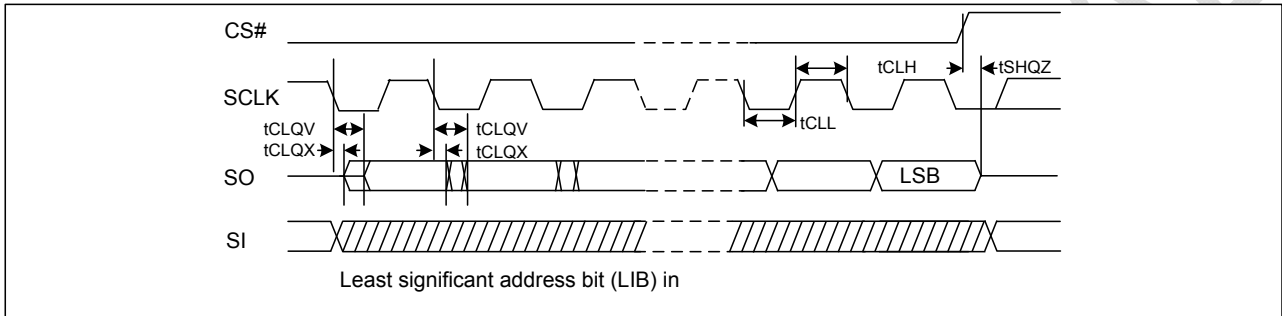 CS#
tCLH
tSHQZ
SCLK
tCLQV
tCLQV
tCLL
tCLQX
tCLQX
SO
LSB
SI
Least significant address bit (LIB) in